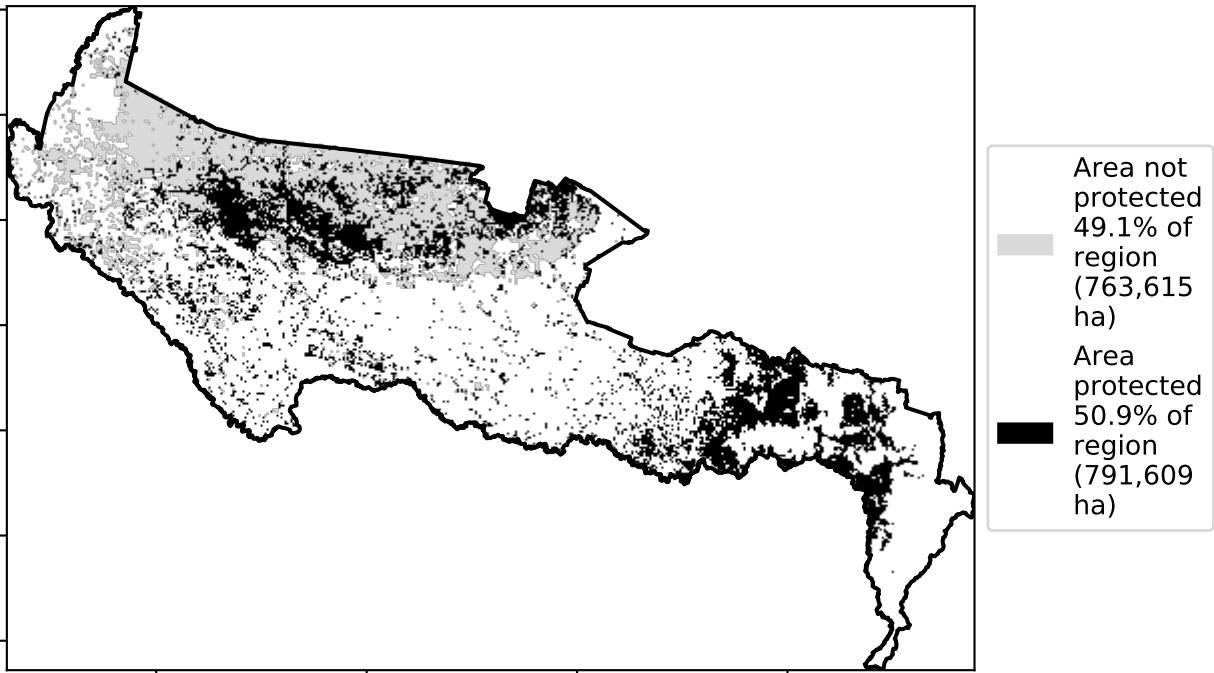 Area not
protected
49.1% of
region
(763,615
ha)
Area
protected
50.9% of
region
(791,609
ha)